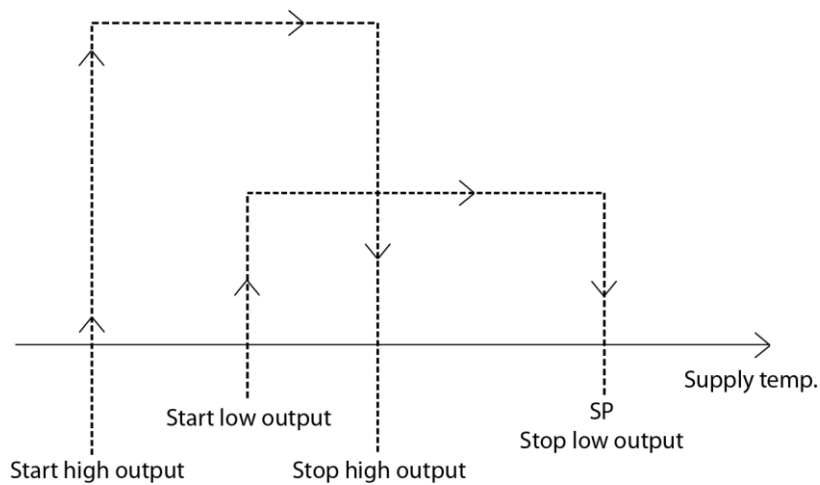 Supply temp.
Start low output
SP
Stop low output
Start high output
Stop high output